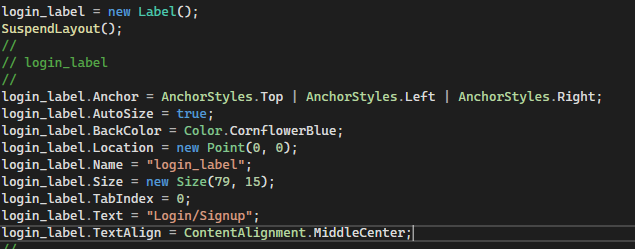 login_label = new Label();
SuspendLayout();
//
// login_label
//
login_label.Anchor = AnchorStyles.Top | AnchorStyles.Left | AnchorStyles.Right;
login_label.AutoSize = true;
login_label.BackColor = Color.CornflowerBlue;
login_label.Location = new Point(0, 0);
login_label.Name = "login_label";
login_label.Size = new Size(79, 15);
login_label.TabIndex = 0;
login_label.Text = "Login/Signup";
login_label.TextAlign = ContentAlignment.MiddleCenter;
//